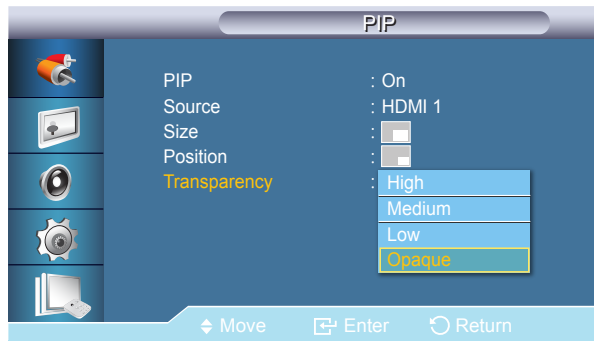 PIP
PIP : On
Source : HDMI 1
Size :
Position :
Transparency : High
Medium
Low
Opaque
Move Enter Return